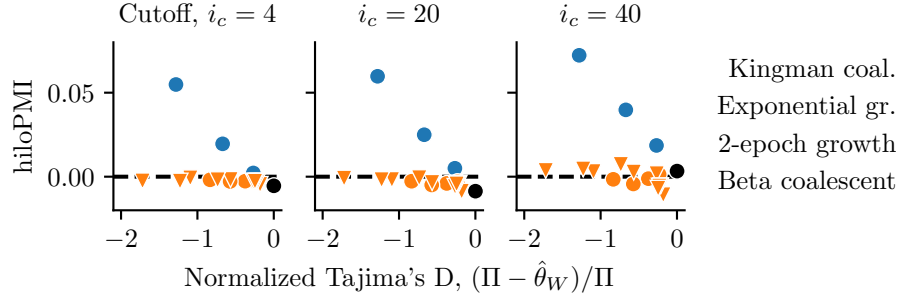 Cutoff, $i_c = 4$
$i_c = 20$
$i_c = 40$
hiloPMI
0.05
0.00
−2 −1 0
−2 −1 0
−2 −1 0
Normalized Tajima's D, $(\Pi - \hat{\theta}_W)/\Pi$
Kingman coal.
Exponential gr.
2-epoch growth
Beta coalescent